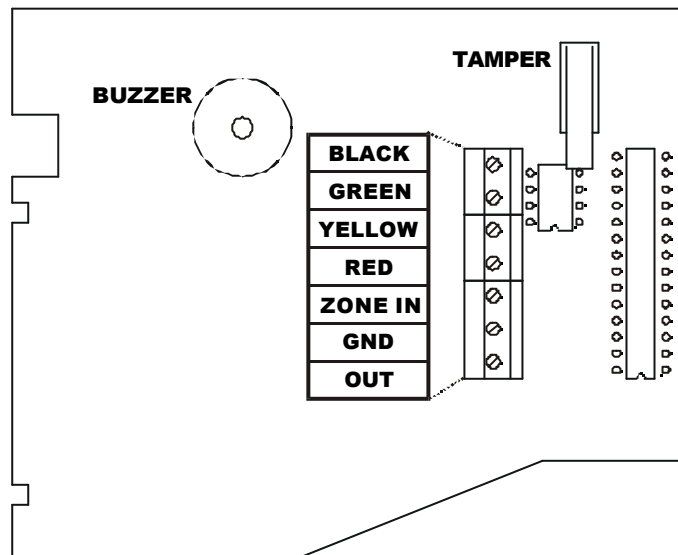 TAMPER
BUZZER
BLACK
GREEN
YELLOW
RED
ZONE IN
GND
OUT